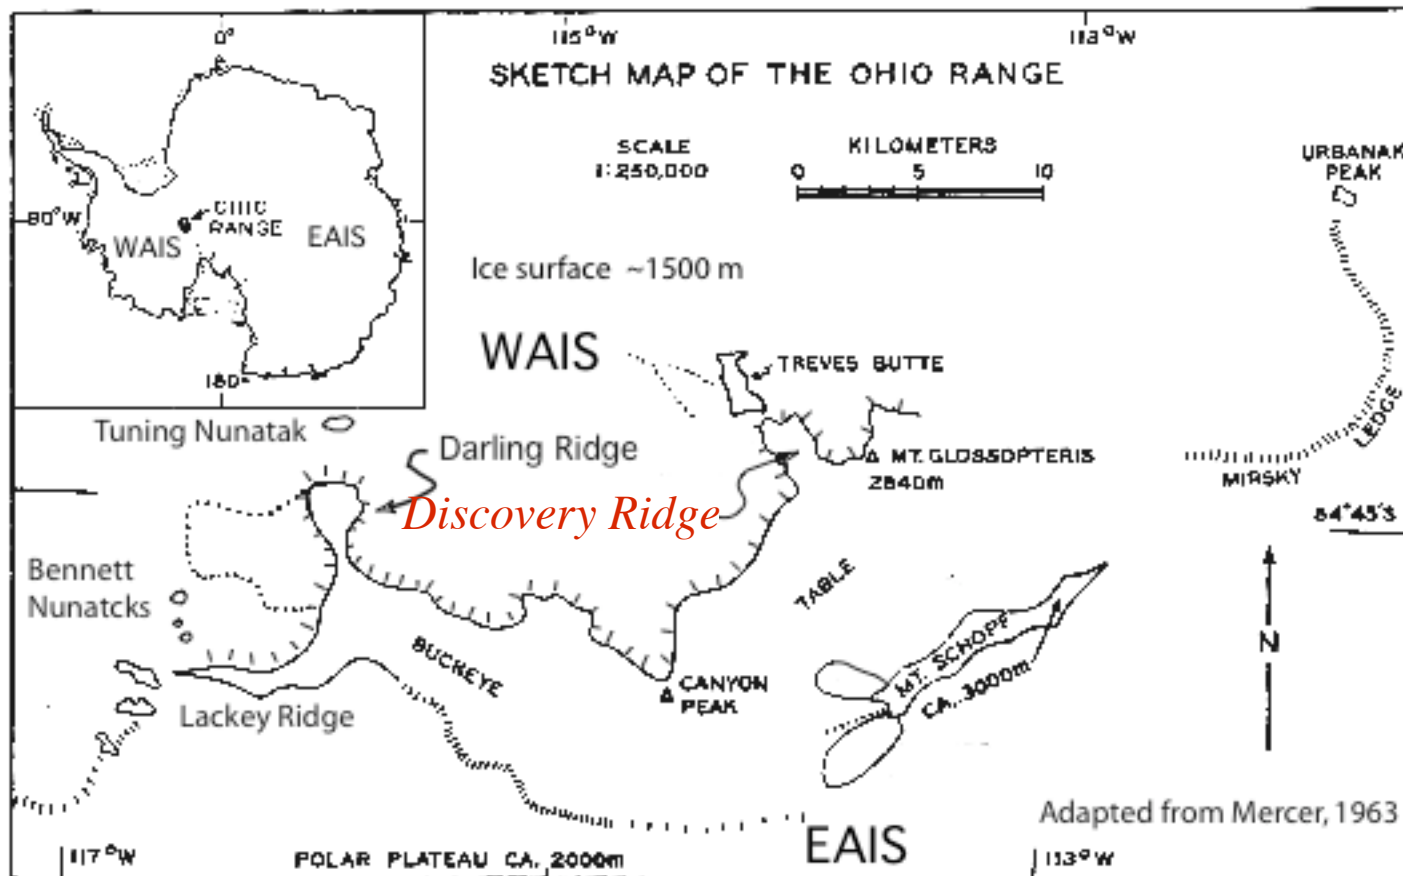 0°
115°W
113°W
SKETCH MAP OF THE OHIO RANGE
SCALE
1:250,000
KILOMETERS
0 5 10
URBANAK
PEAK
80°W
OHIO
RANGE
WAIS
EAIS
180
Ice surface ~1500 m
WAIS
TREVES BUTTE
Tuning Nunatak
Darling Ridge
MT. GLOSSOPTERIS
2840m
LEDGE
MIRSKY
Discovery Ridge
84°45'S
Bennett
Nunatcks
TABLE
N
BUCKEYE
MT. SCHOPF
CA. 3000m
CANYON
PEAK
Lackey Ridge
Adapted from Mercer, 1963
EAIS
117°W
POLAR PLATEAU CA. 2000m
113°W